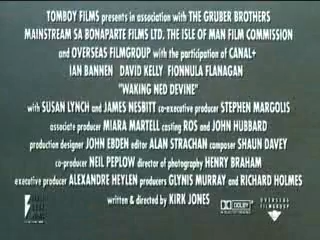 TOMBOY FILMS presents in association with THE GRUBER BROTHERS
MAINSTREAM SA BONAPARTE FILMS LTD. THE ISLE OF MAN FILM COMMISSION
and OVERSEAS FILMGROUP with the participation of CANAL+
IAN BANNEN DAVID KELLY FIONNULA FLANAGAN
"WAKING NED DEVINE"
with SUSAN LYNCH and JAMES NESBITT co-executive producer STEPHEN MARGOLIS
associate producer MIARA MARTELL casting ROS and JOHN HUBBARD
production designer JOHN EBDEN editor ALAN STRACHAN composer SHAUN DAVEY
co-producer NEIL PEPLOW director of photography HENRY BRAHAM
executive producer ALEXANDRE HEYLEN producers GLYNIS MURRAY and RICHARD HOLMES
written & directed by KIRK JONES
DOLBY
OVERSEAS
FILMGROUP